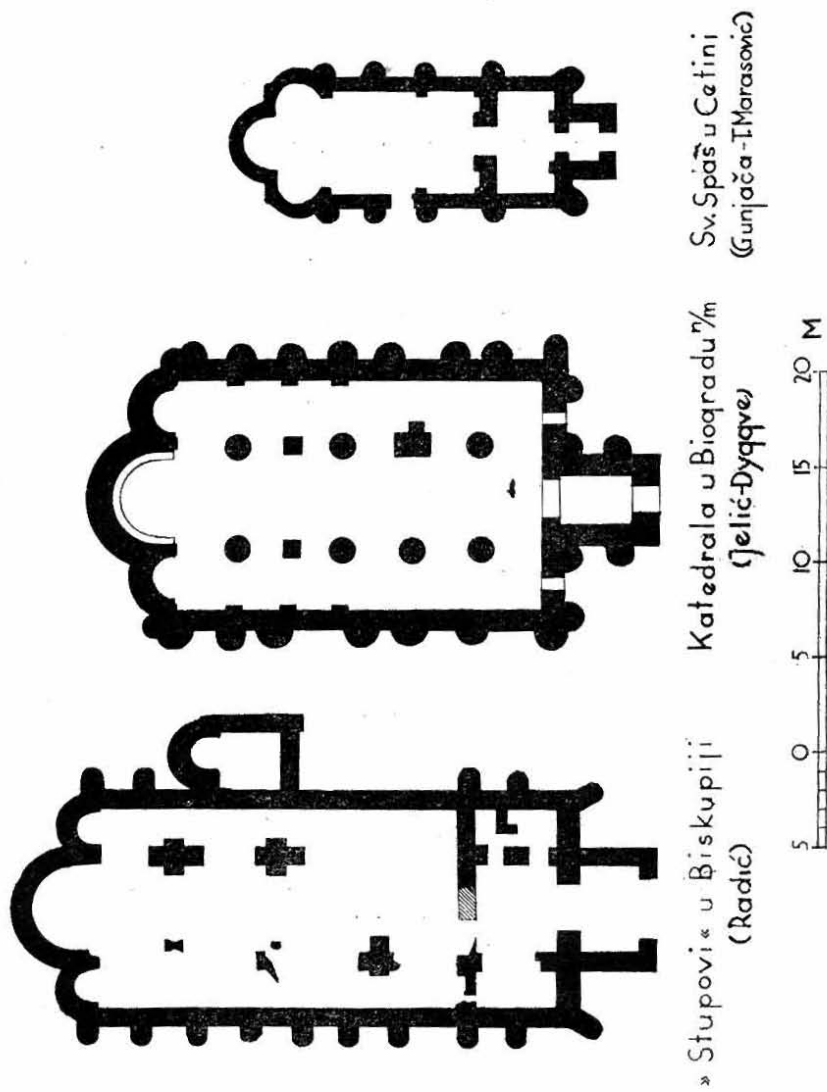 » Stupovi « u Biskupiji
(Radić)
Katedrala u Biogradu n/m
(Jelić-Dyggve)
Sv. Spas u Cetini
(Gunjača-T.Marasović)
5 0 5 10 15 20 M